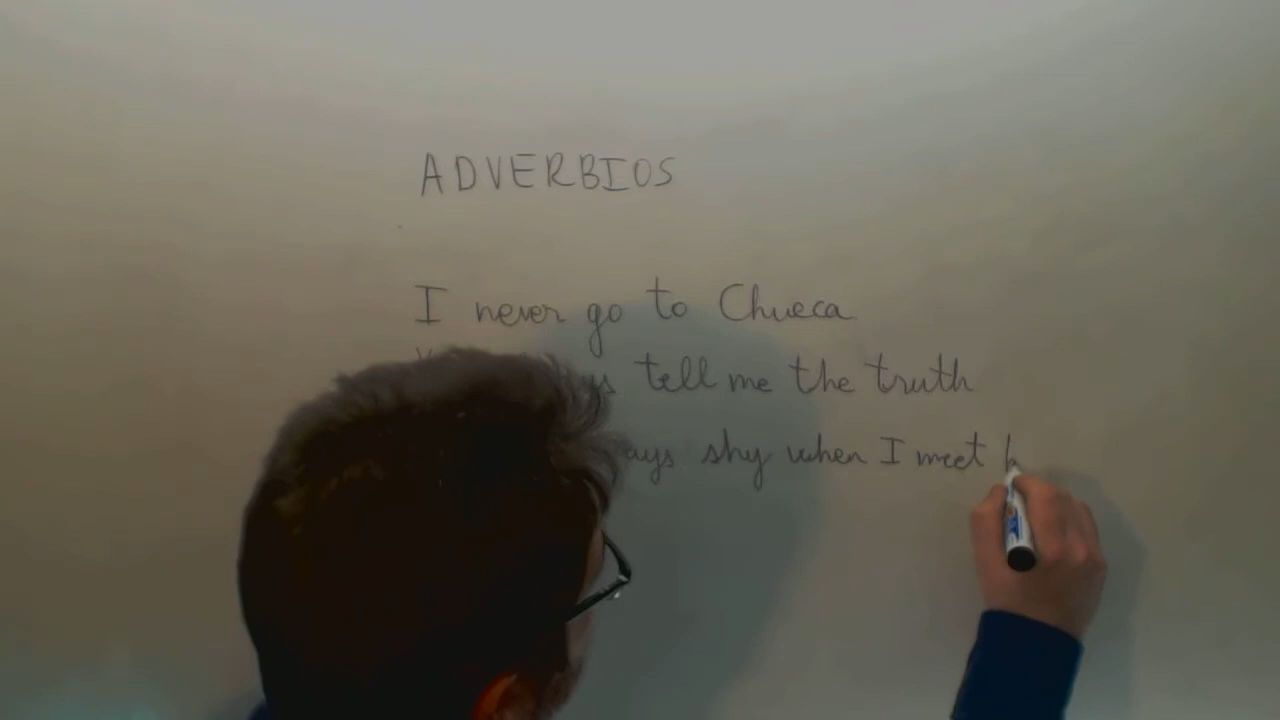 ADVERBIOS
I never go to Chueca
tell me the truth
shy when I meet